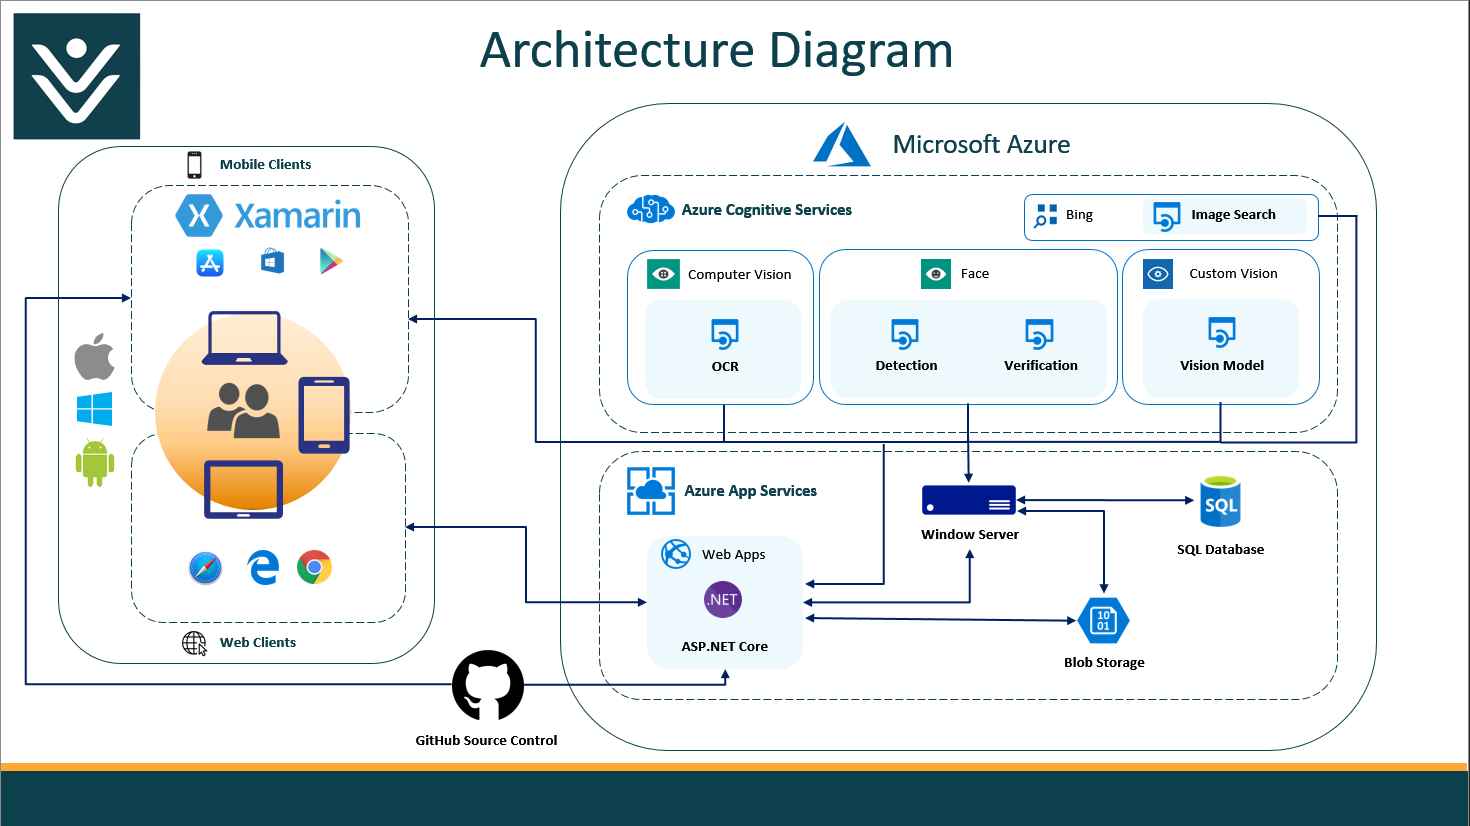 Architecture Diagram
Microsoft Azure
Mobile Clients
Xamarin
Azure Cognitive Services
Bing
Image Search
Computer Vision
Face
Custom Vision
OCR
Detection
Verification
Vision Model
Azure App Services
Window Server
SQL
SQL Database
Web Apps
.NET
ASP.NET Core
10
01
Blob Storage
Web Clients
GitHub Source Control